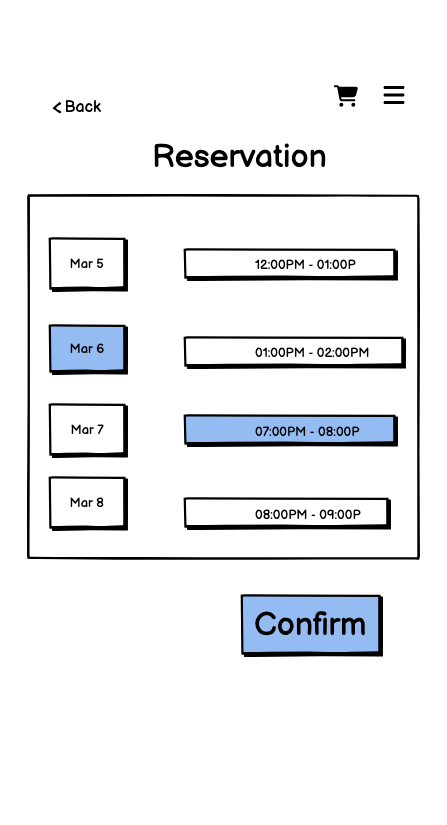 < Back
Reservation
Mar 5
12:00PM - 01:00P
Mar 6
01:00PM - 02:00PM
Mar 7
07:00PM - 08:00P
Mar 8
08:00PM - 09:00P
Confirm